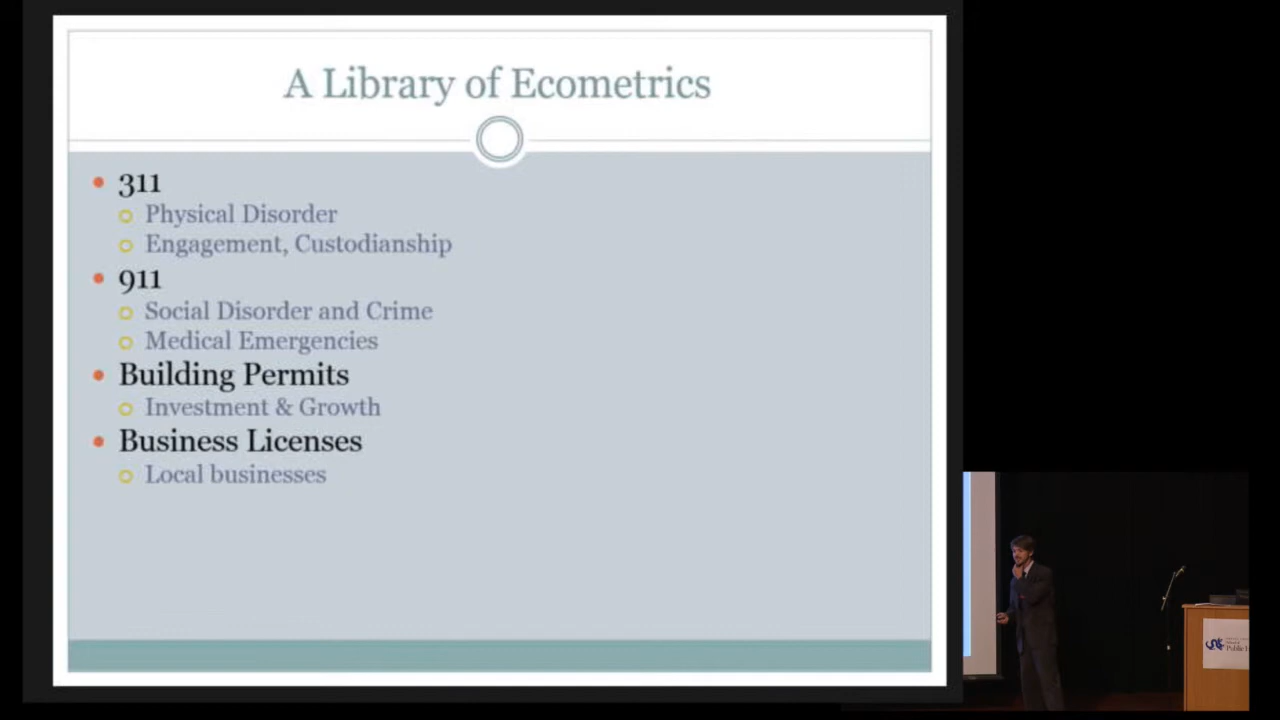 A Library of Ecometrics
311
Physical Disorder
Engagement, Custodianship
911
Social Disorder and Crime
Medical Emergencies
Building Permits
Investment & Growth
Business Licenses
Local businesses
Public